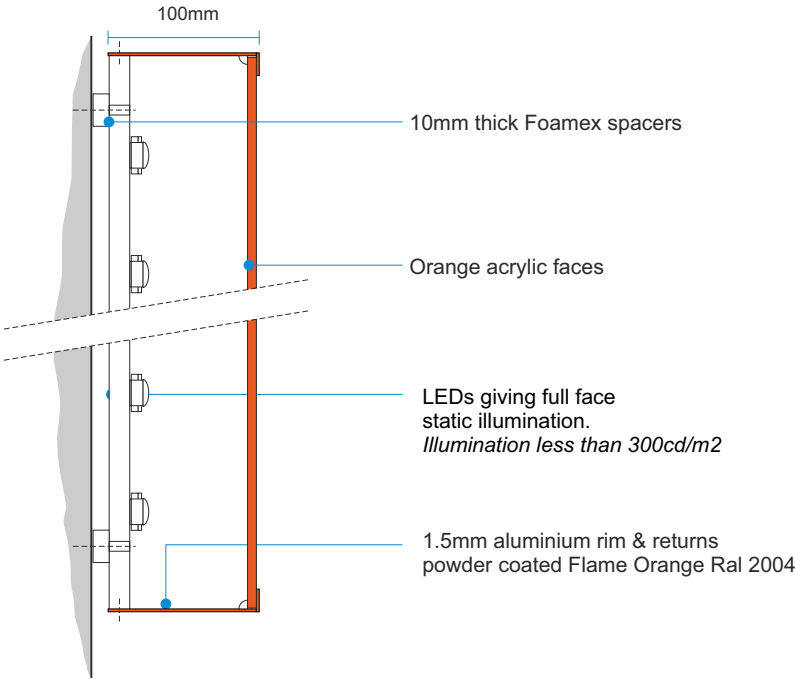 100mm
10mm thick Foamex spacers
Orange acrylic faces
LEDs giving full face
static illumination.
Illumination less than 300cd/m2
1.5mm aluminium rim & returns
powder coated Flame Orange Ral 2004